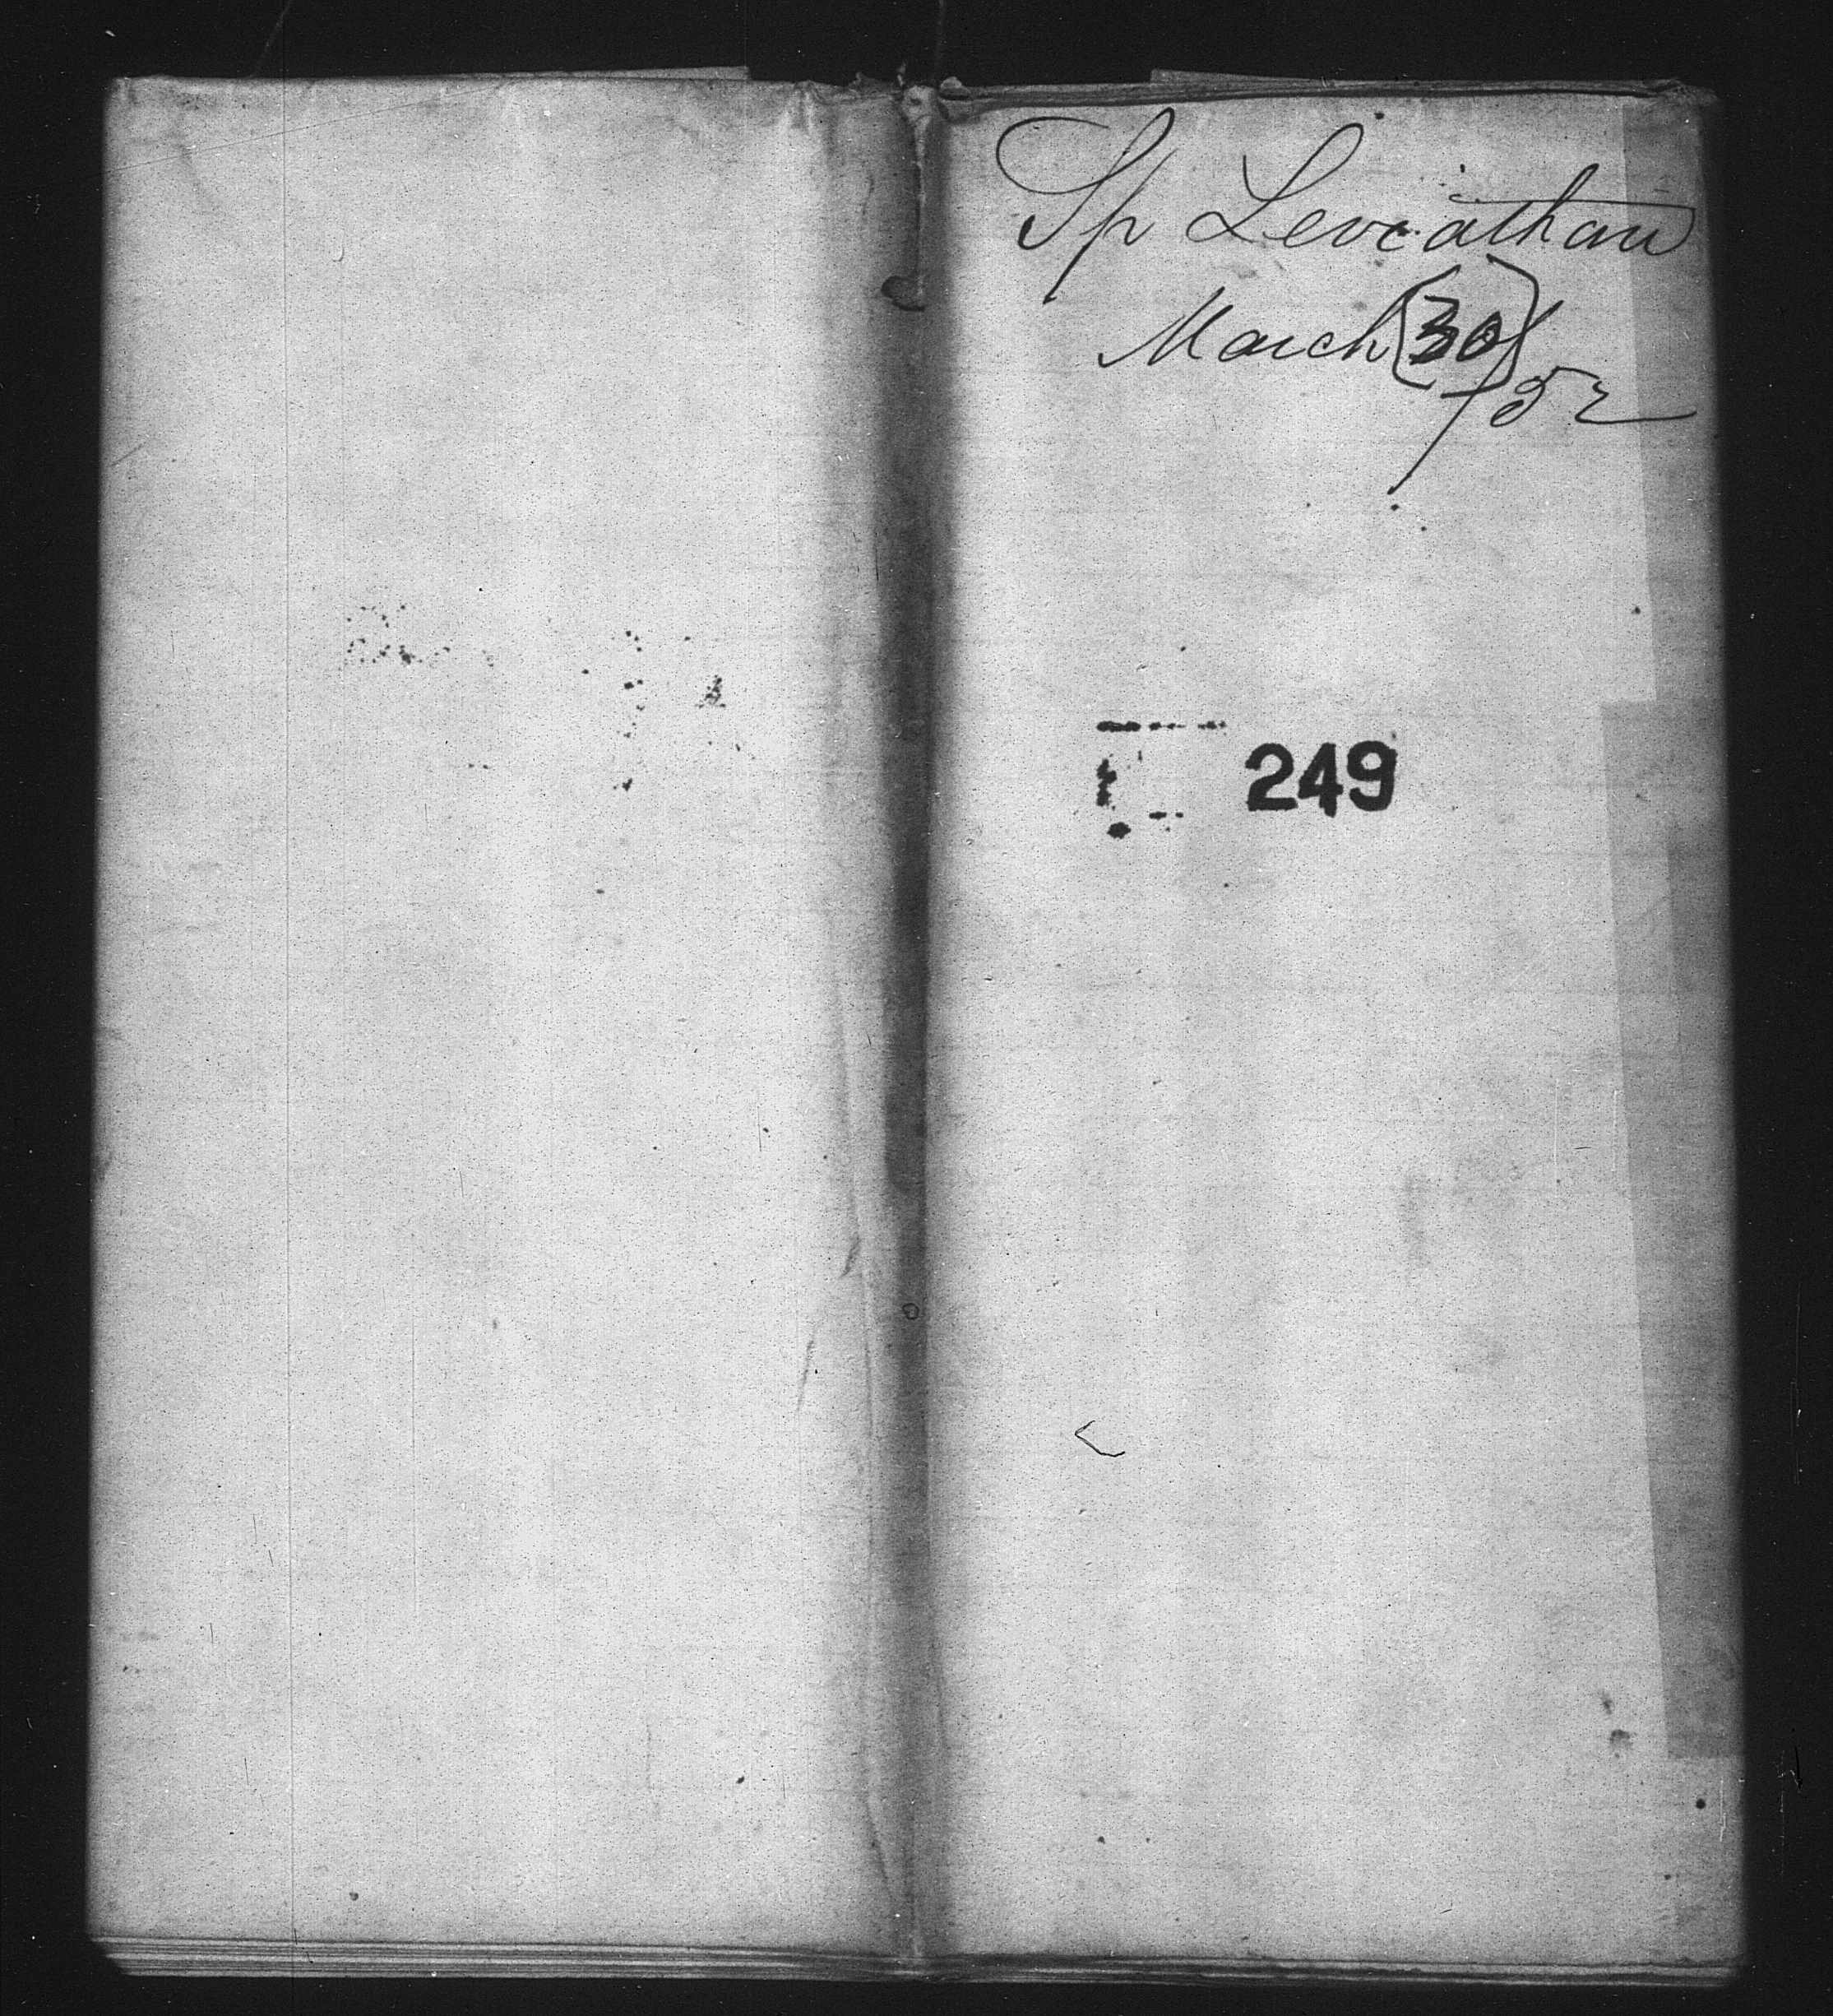 Sp Leviathan
March (30)
/52
249